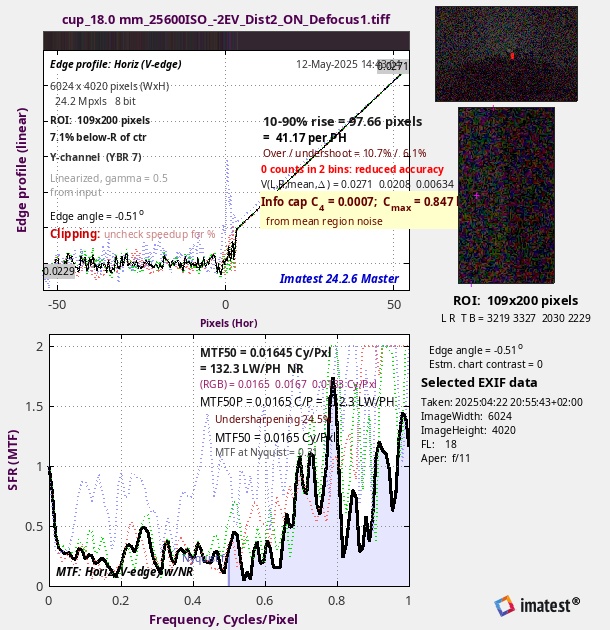 cup_18.0 mm_25600ISO_-2EV_Dist2_ON_Defocus1.tiff
Edge profile: Horiz (V-edge)
12-May-2025
0.0271
6024 x 4020 pixels (WxH)
24.2 Mpxls 8 bit
ROI: 109x200 pixels
7.1% below-R of ctr
Y-channel (YBR 7)
Linearized, gamma = 0.5
from input
Edge angle = -0.51°
Clipping: uncheck speedup for %
0.0229
10-90% rise = 97.66 pixels
= 41.17 per PH
Over / undershoot = 10.7% / 6.1%
0 counts in 2 bins: reduced accuracy
V(L,R,mean,Δ) = 0.0271 0.0208 0.00634
Info cap C4 = 0.0007; Cmax = 0.847
from mean region noise
Imatest 24.2.6 Master
Edge profile (linear)
-50 0 50
Pixels (Hor)
ROI: 109x200 pixels
L R T B = 3219 3327 2030 2229
Edge angle = -0.51°
Estm. chart contrast = 0
Selected EXIF data
Taken: 2025:04:22 20:55:43+02:00
ImageWidth: 6024
ImageHeight: 4020
FL: 18
Aper: f/11
MTF50 = 0.01645 Cy/Pxl
= 132.3 LW/PH NR
(RGB) = 0.0165 0.0167 Cy/Pxl
MTF50P = 0.0165 C/P = 132.3 LW/PH
Undersharpening 24.5%
MTF50 = 0.0165 Cy/Pxl
MTF at Nyquist =
Nyquist
MTF: Horiz (V-edge) w/NR
SFR (MTF)
2
1.5
1
0.5
0
0 0.2 0.4 0.6 0.8 1
Frequency, Cycles/Pixel
imatest®